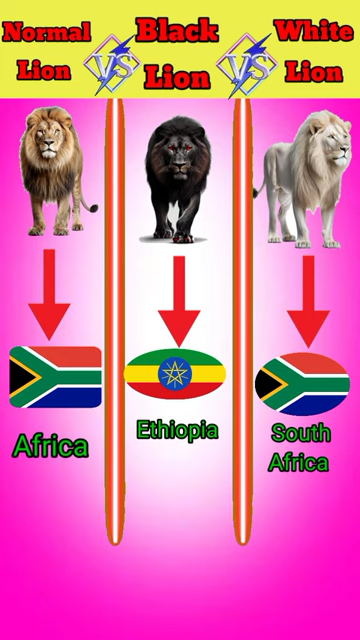 Normal
Lion
VS
Black
Lion
VS
White
Lion
Africa
Ethiopia
South
Africa